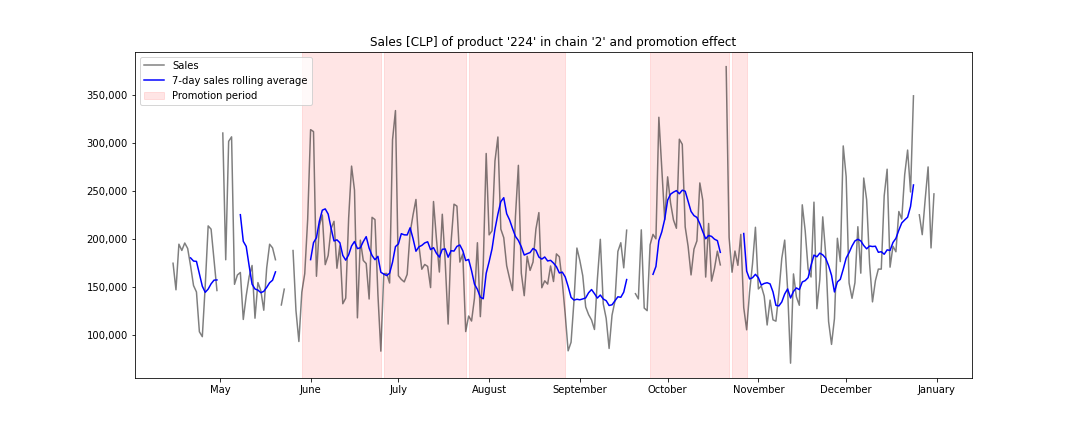 Sales [CLP] of product '224' in chain '2' and promotion effect
Sales
7-day sales rolling average
Promotion period
350,000
300,000
250,000
200,000
150,000
100,000
May June July August September October November December January